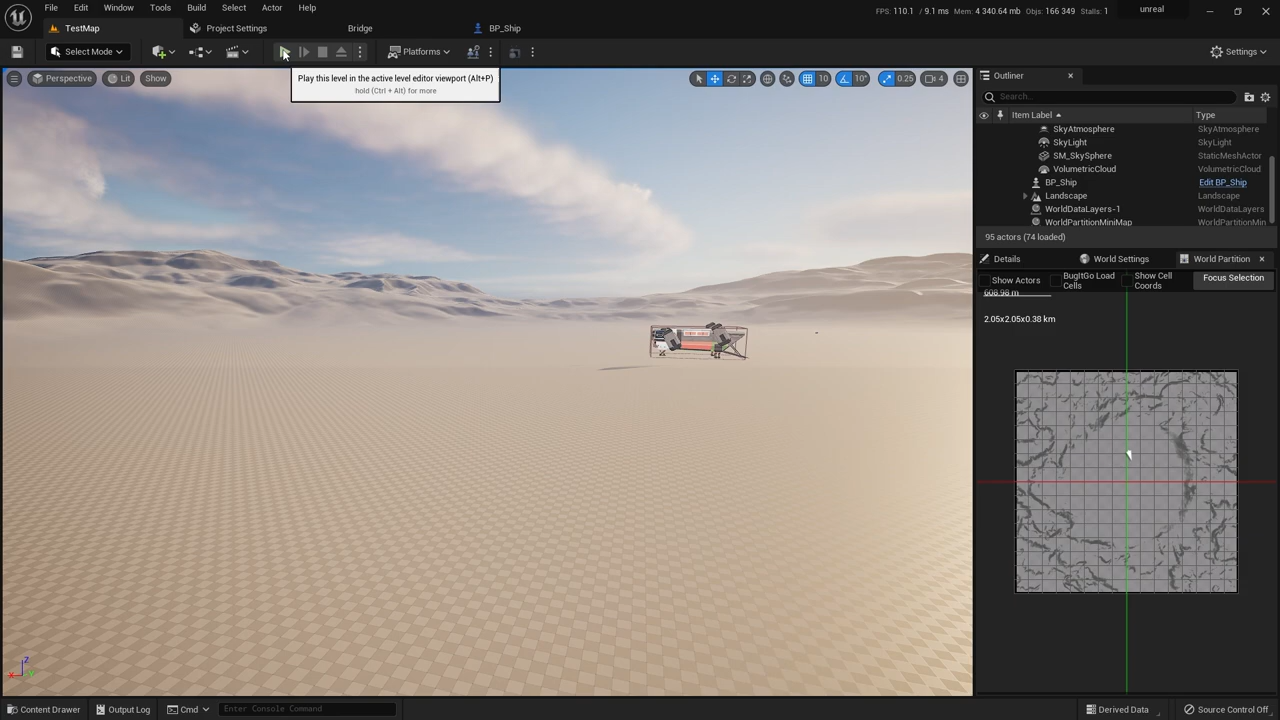 File Edit Window Tools Build Select Actor Help
FPS: 110.1 / 9.1 ms Mem: 4 340.64 mb Objs: 166 349 Stalls: 1
unreal
TestMap
Project Settings
Bridge
BP_Ship
Select Mode
Platforms
Settings
Perspective
Lit
Show
Play this level in the active level editor viewport (Alt+P)
hold (Ctrl + Alt) for more
10
10°
0.25
4
Outliner
Search...
Item Label
Type
SkyAtmosphere SkyAtmosphere
SkyLight SkyLight
SM_SkySphere StaticMeshActor
VolumetricCloud VolumetricCloud
BP_Ship Edit BP_Ship
Landscape Landscape
WorldDataLayers-1 WorldDataLayers
WorldPartitionMiniMap WorldPartitionMin
95 actors (74 loaded)
Details
World Settings
World Partition
Show Actors
BugItGo Load Cells
Show Cell Coords
Focus Selection
608.98 m
2.05x2.05x0.38 km
Z
X
Y
Content Drawer
Output Log
Cmd
Enter Console Command
Derived Data
Source Control Off